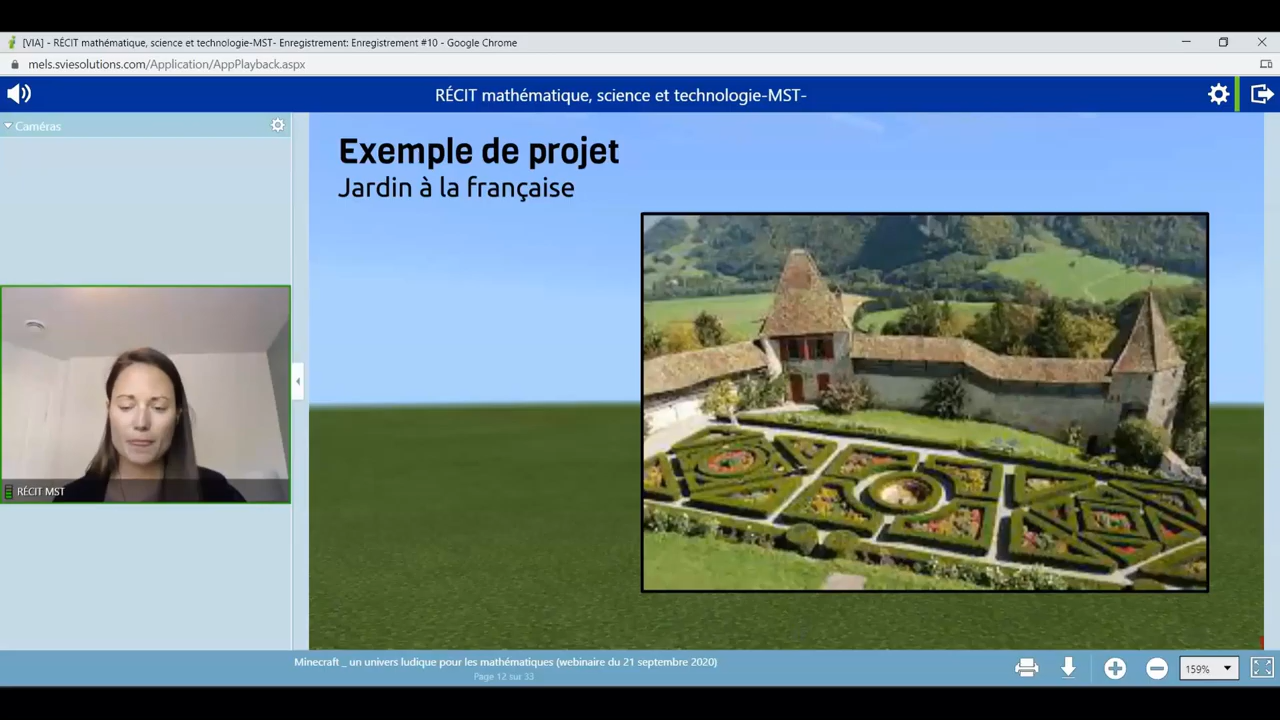 [VIA] - RÉCIT mathématique, science et technologie-MST- Enregistrement: Enregistrement #10 - Google Chrome
mels.sviesolutions.com/Application/AppPlayback.aspx
RÉCIT mathématique, science et technologie-MST-
Caméras
Exemple de projet
Jardin à la française
RÉCIT MST
Minecraft _ un univers ludique pour les mathématiques (webinaire du 21 septembre 2020)
Page 12 sur 33
159%